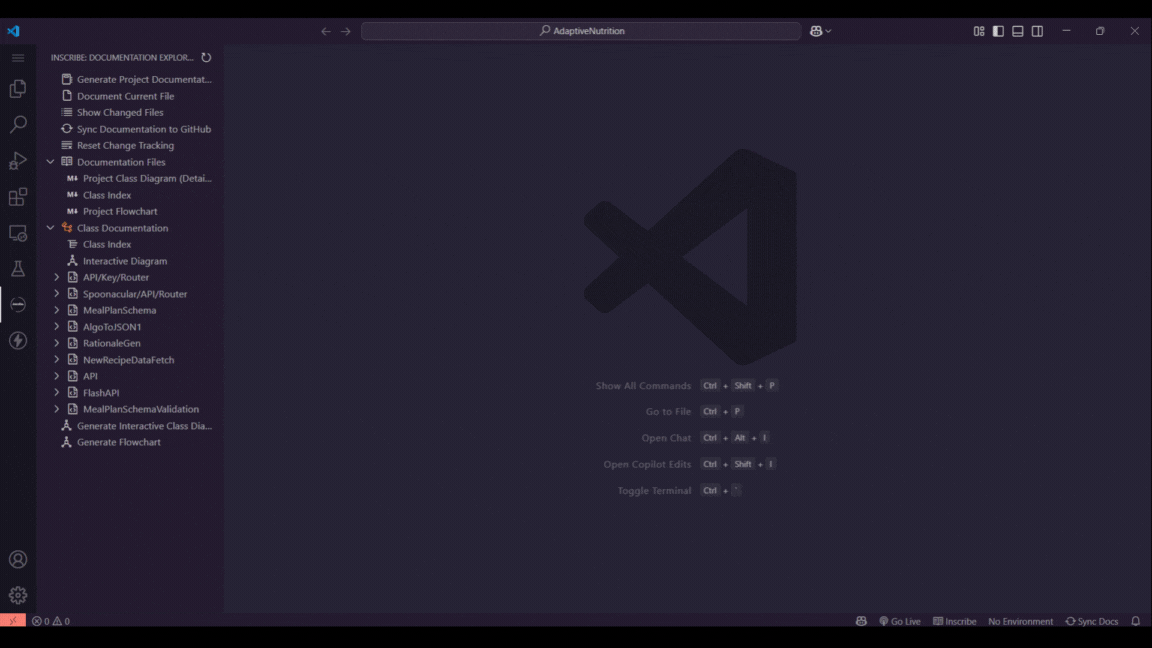 AdaptiveNutrition
INSCRIBE: DOCUMENTATION EXPLOR...
Generate Project Documentat...
Document Current File
Show Changed Files
Sync Documentation to GitHub
Reset Change Tracking
Documentation Files
Project Class Diagram (Detai...
Class Index
Project Flowchart
Class Documentation
Class Index
Interactive Diagram
API/Key/Router
Spoonacular/API/Router
MealPlanSchema
AlgoToJSON1
RationaleGen
NewRecipeDataFetch
API
FlashAPI
MealPlanSchemaValidation
Generate Interactive Class Dia...
Generate Flowchart
Show All Commands Ctrl + Shift + P
Go to File Ctrl + P
Open Chat Ctrl + Alt + I
Open Copilot Edits Ctrl + Shift + I
Toggle Terminal Ctrl + `
0 0 Go Live Inscribe No Environment Sync Docs